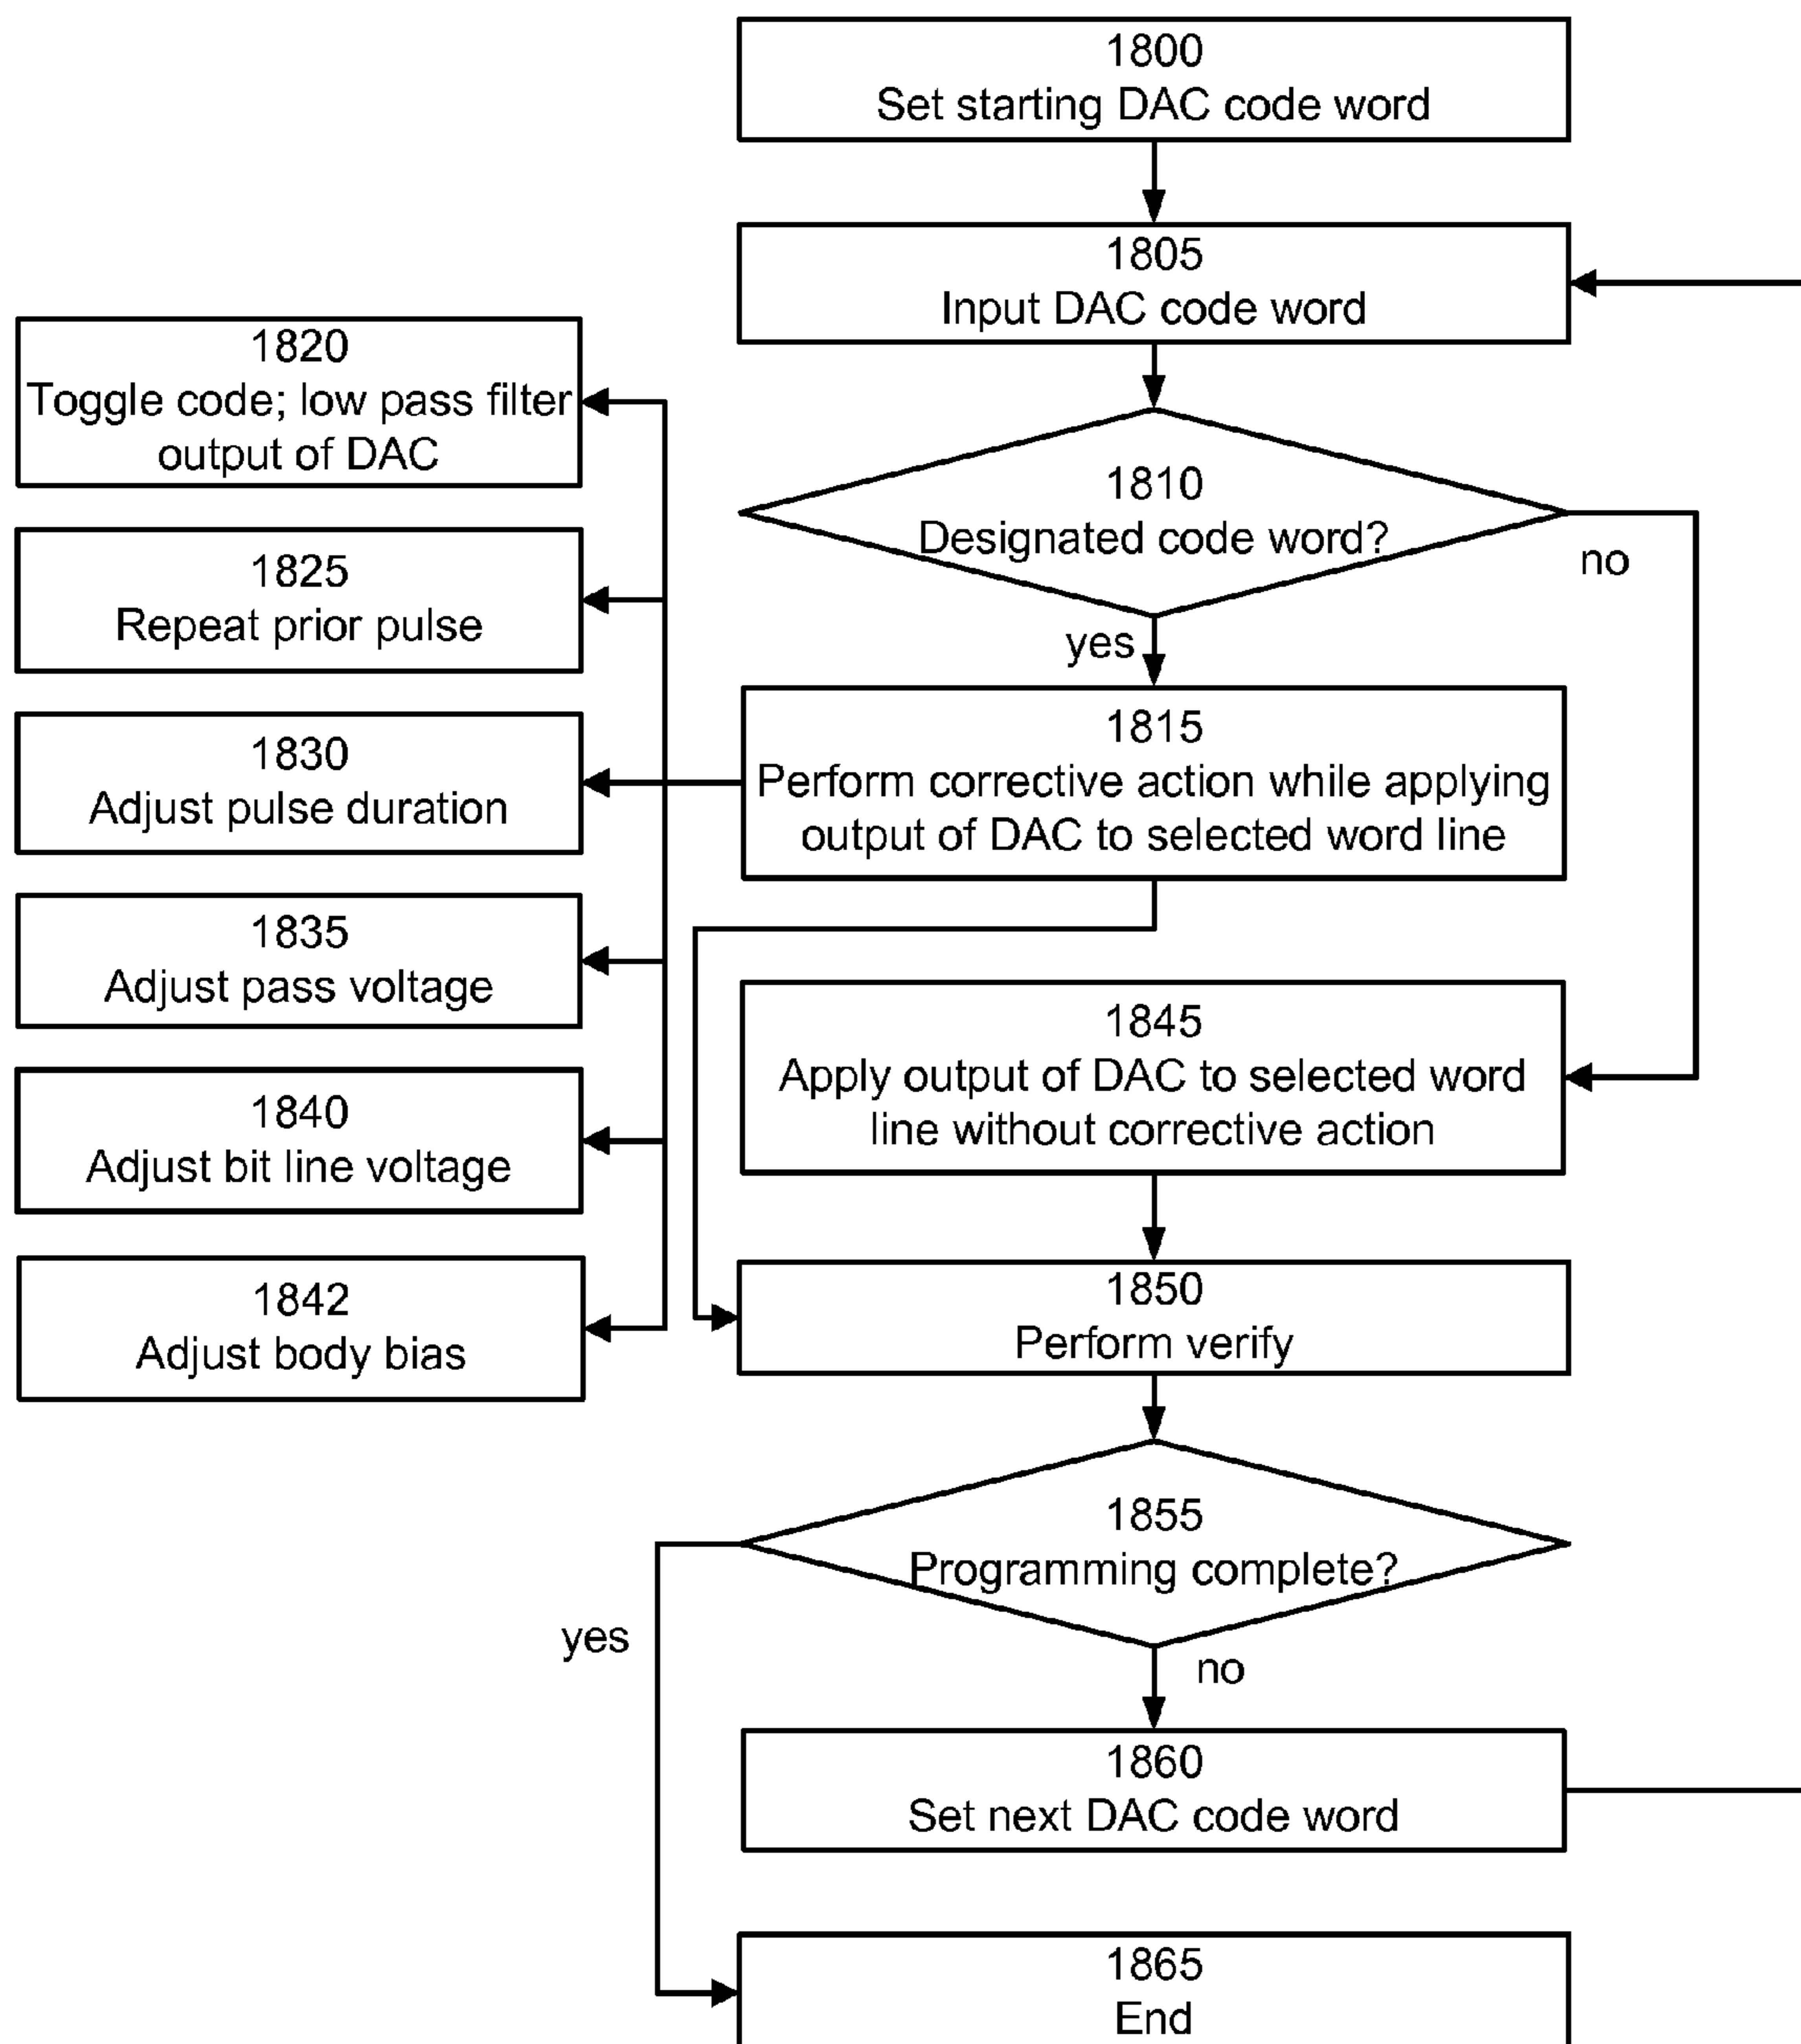 1800
Set starting DAC code word
1805
Input DAC code word
1810
Designated code word?
no
yes
1815
Perform corrective action while applying
output of DAC to selected word line
1820
Toggle code; low pass filter
output of DAC
1825
Repeat prior pulse
1830
Adjust pulse duration
1835
Adjust pass voltage
1840
Adjust bit line voltage
1842
Adjust body bias
1845
Apply output of DAC to selected word
line without corrective action
1850
Perform verify
1855
Programming complete?
yes
no
1860
Set next DAC code word
1865
End